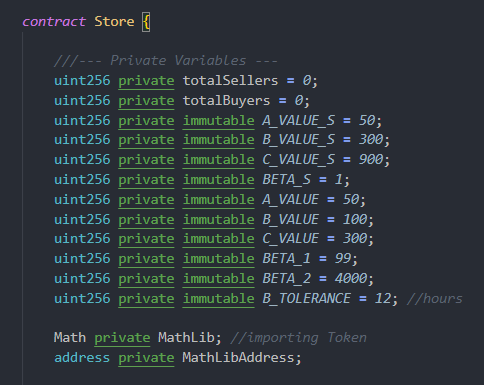 contract Store {
///--- Private Variables ---
uint256 private totalSellers = 0;
uint256 private totalBuyers = 0;
uint256 private immutable A_VALUE_S = 50;
uint256 private immutable B_VALUE_S = 300;
uint256 private immutable C_VALUE_S = 900;
uint256 private immutable BETA_S = 1;
uint256 private immutable A_VALUE = 50;
uint256 private immutable B_VALUE = 100;
uint256 private immutable C_VALUE = 300;
uint256 private immutable BETA_1 = 99;
uint256 private immutable BETA_2 = 4000;
uint256 private immutable B_TOLERANCE = 12; //hours
Math private MathLib; //importing Token
address private MathLibAddress;